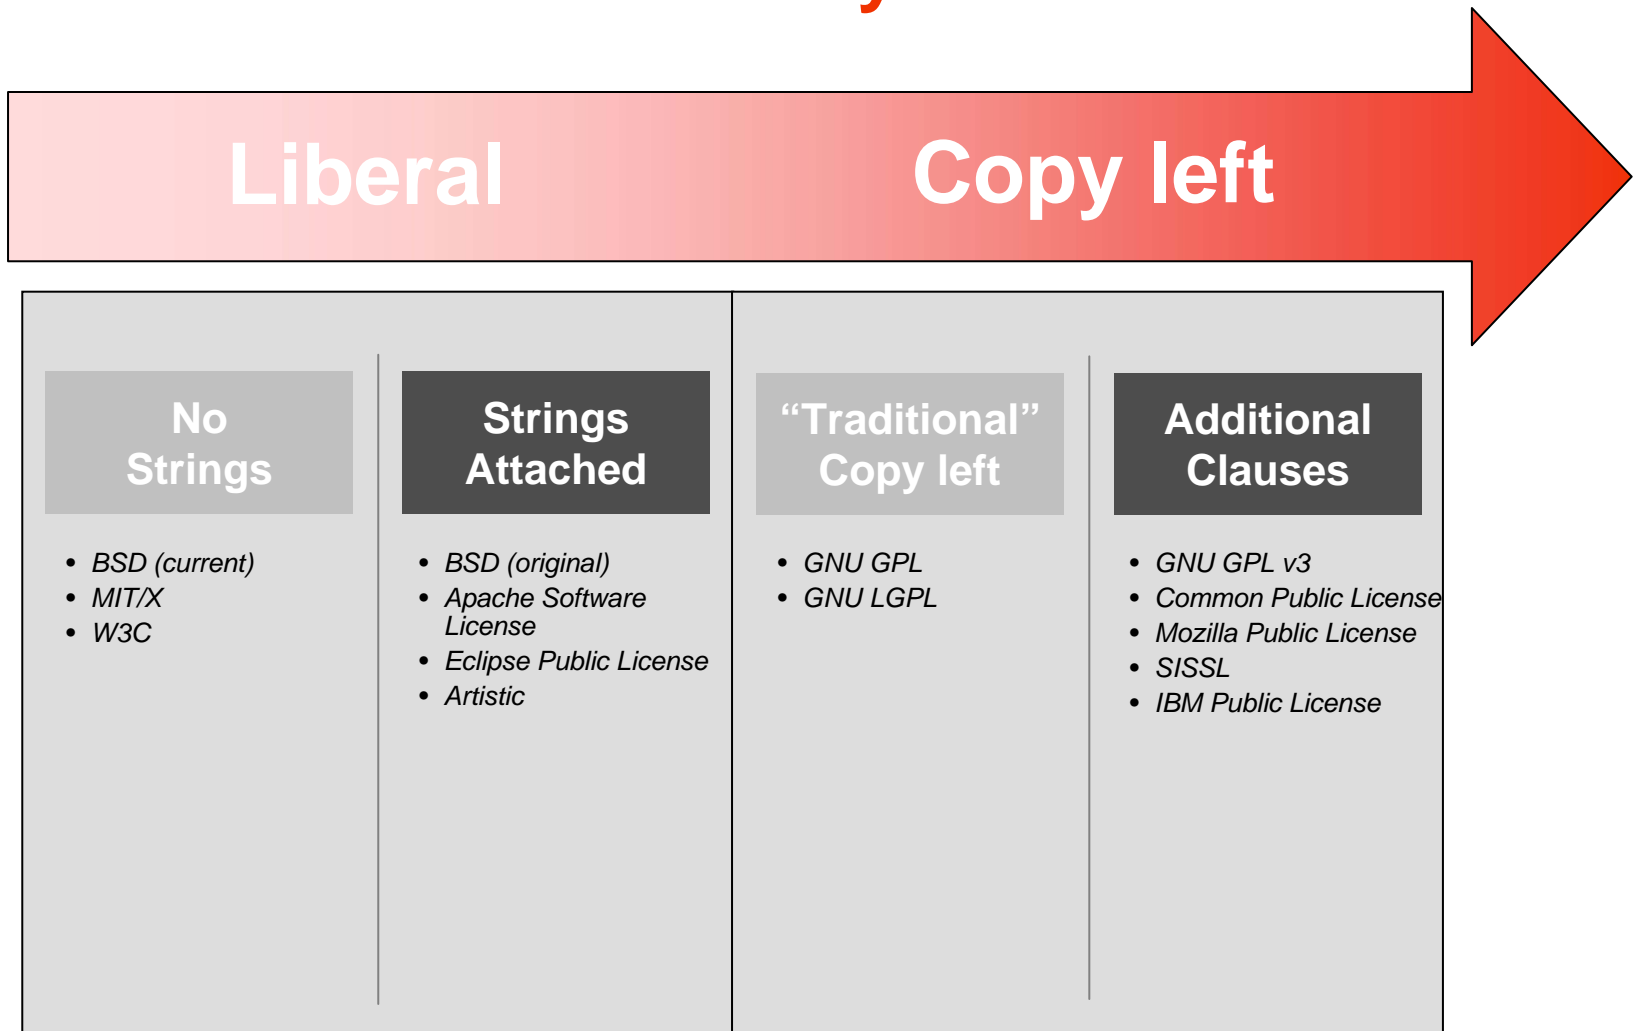 Liberal
Copy left
No
Strings
• BSD (current)
• MIT/X
• W3C
Strings
Attached
• BSD (original)
• Apache Software
License
• Eclipse Public License
• Artistic
“Traditional”
Copy left
• GNU GPL
• GNU LGPL
Additional
Clauses
• GNU GPL v3
• Common Public License
• Mozilla Public License
• SISSL
• IBM Public License